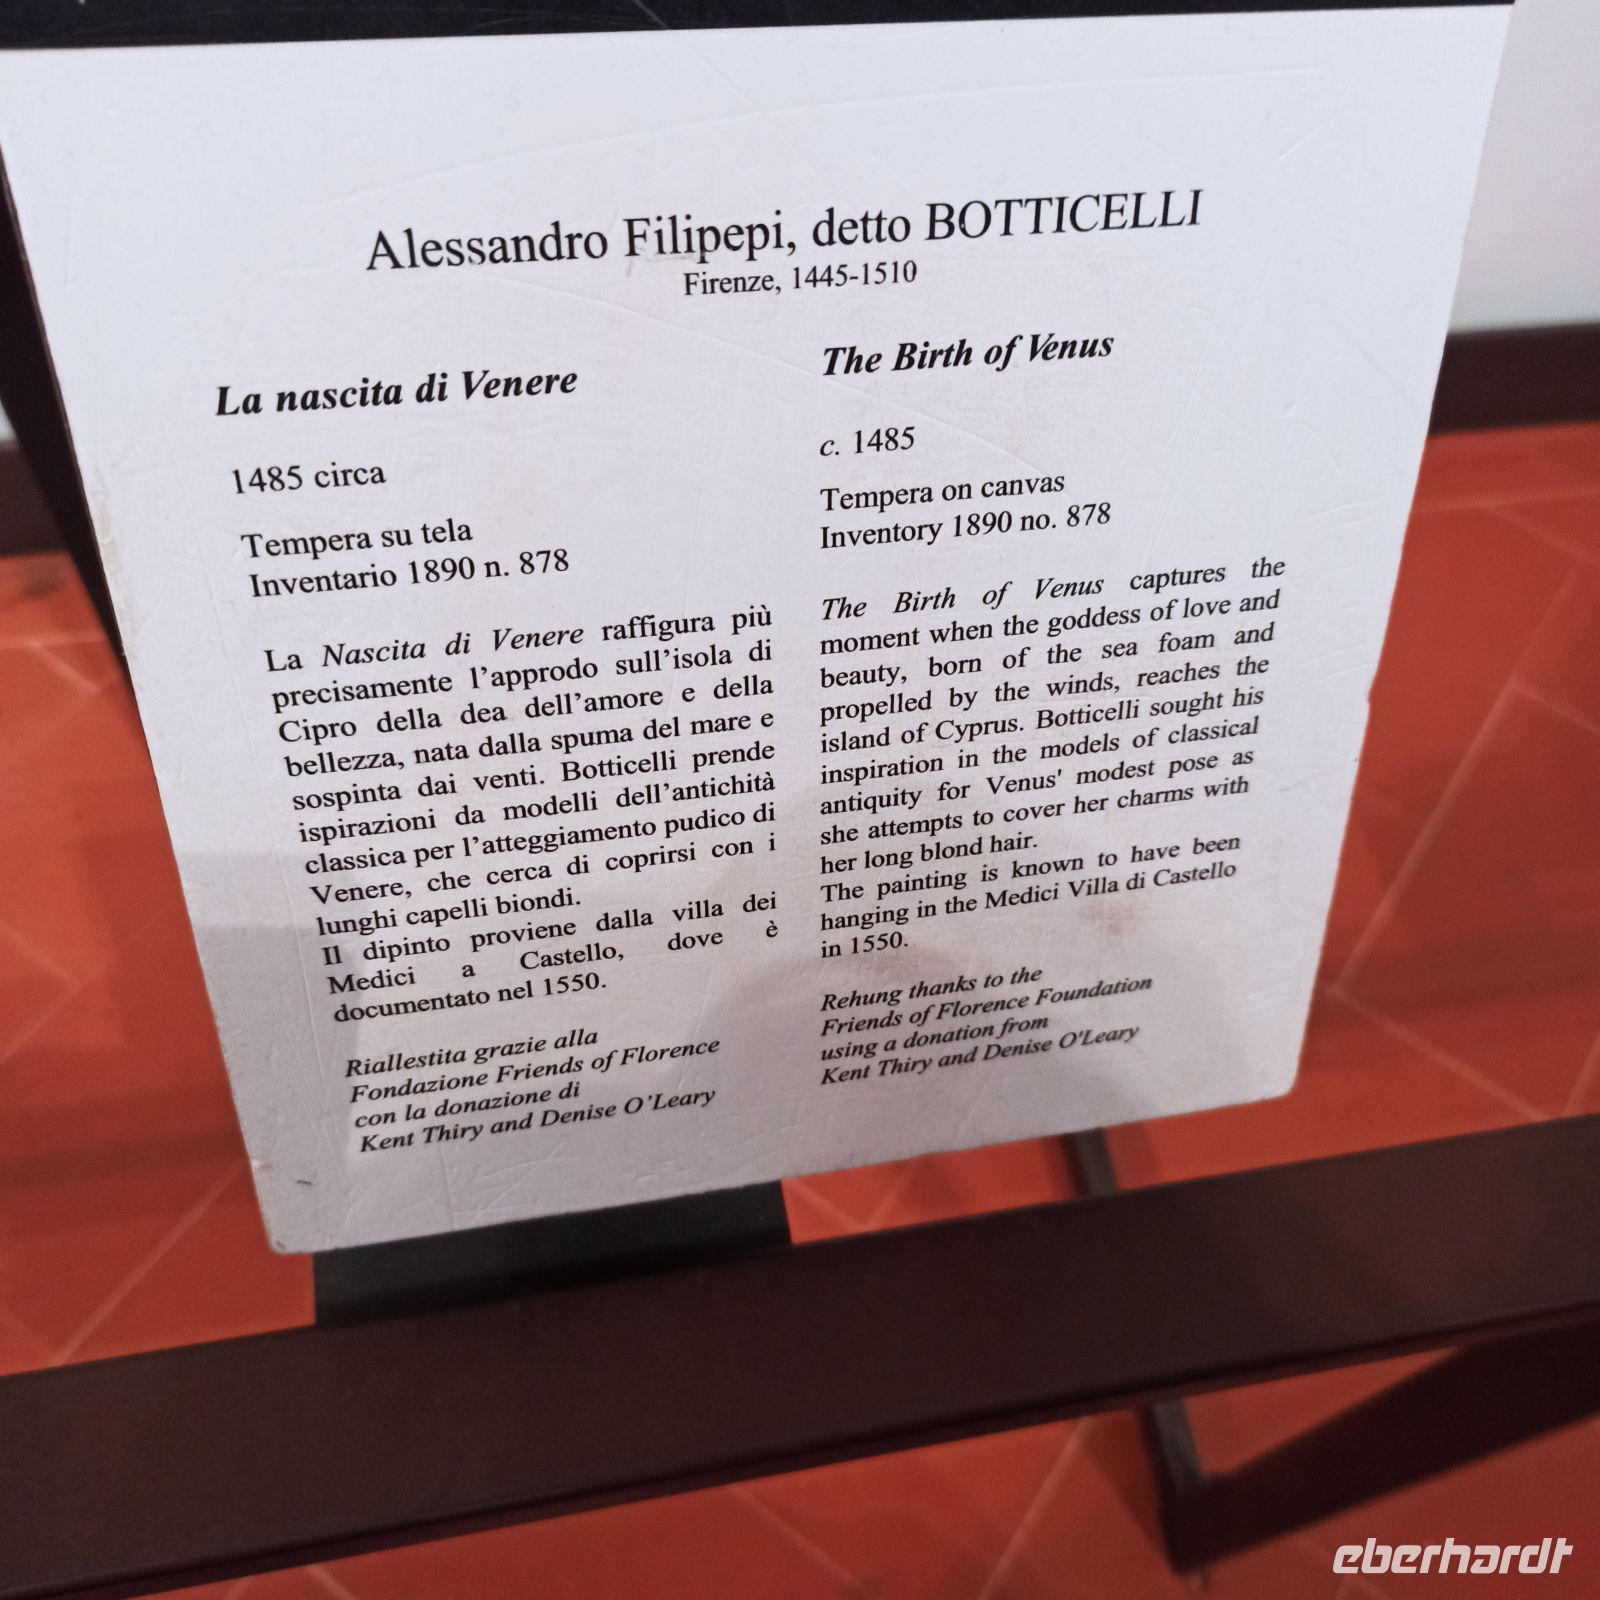 Alessandro Filipepi, detto BOTTICELLI
Firenze, 1445-1510
La nascita di Venere
1485 circa
Tempera su tela
Inventario 1890 n. 878
La Nascita di Venere raffigura più
precisamente l'approdo sull'isola di
Cipro della dea dell'amore e della
bellezza, nata dalla spuma del mare e
sospinta dai venti. Botticelli prende
ispirazioni da modelli dell'antichità
classica per l'atteggiamento pudico di
Venere, che cerca di coprirsi con i
lunghi capelli biondi.
Il dipinto proviene dalla villa dei
Medici a Castello, dove è
documentato nel 1550.
Riallestita grazie alla
Fondazione Friends of Florence
con la donazione di
Kent Thiry and Denise O'Leary
The Birth of Venus
c. 1485
Tempera on canvas
Inventory 1890 no. 878
The Birth of Venus captures the
moment when the goddess of love and
beauty, born of the sea foam and
propelled by the winds, reaches the
island of Cyprus. Botticelli sought his
inspiration in the models of classical
antiquity for Venus' modest pose as
she attempts to cover her charms with
her long blond hair.
The painting is known to have been
hanging in the Medici Villa di Castello
in 1550.
Rehung thanks to the
Friends of Florence Foundation
using a donation from
Kent Thiry and Denise O'Leary
eberhardt